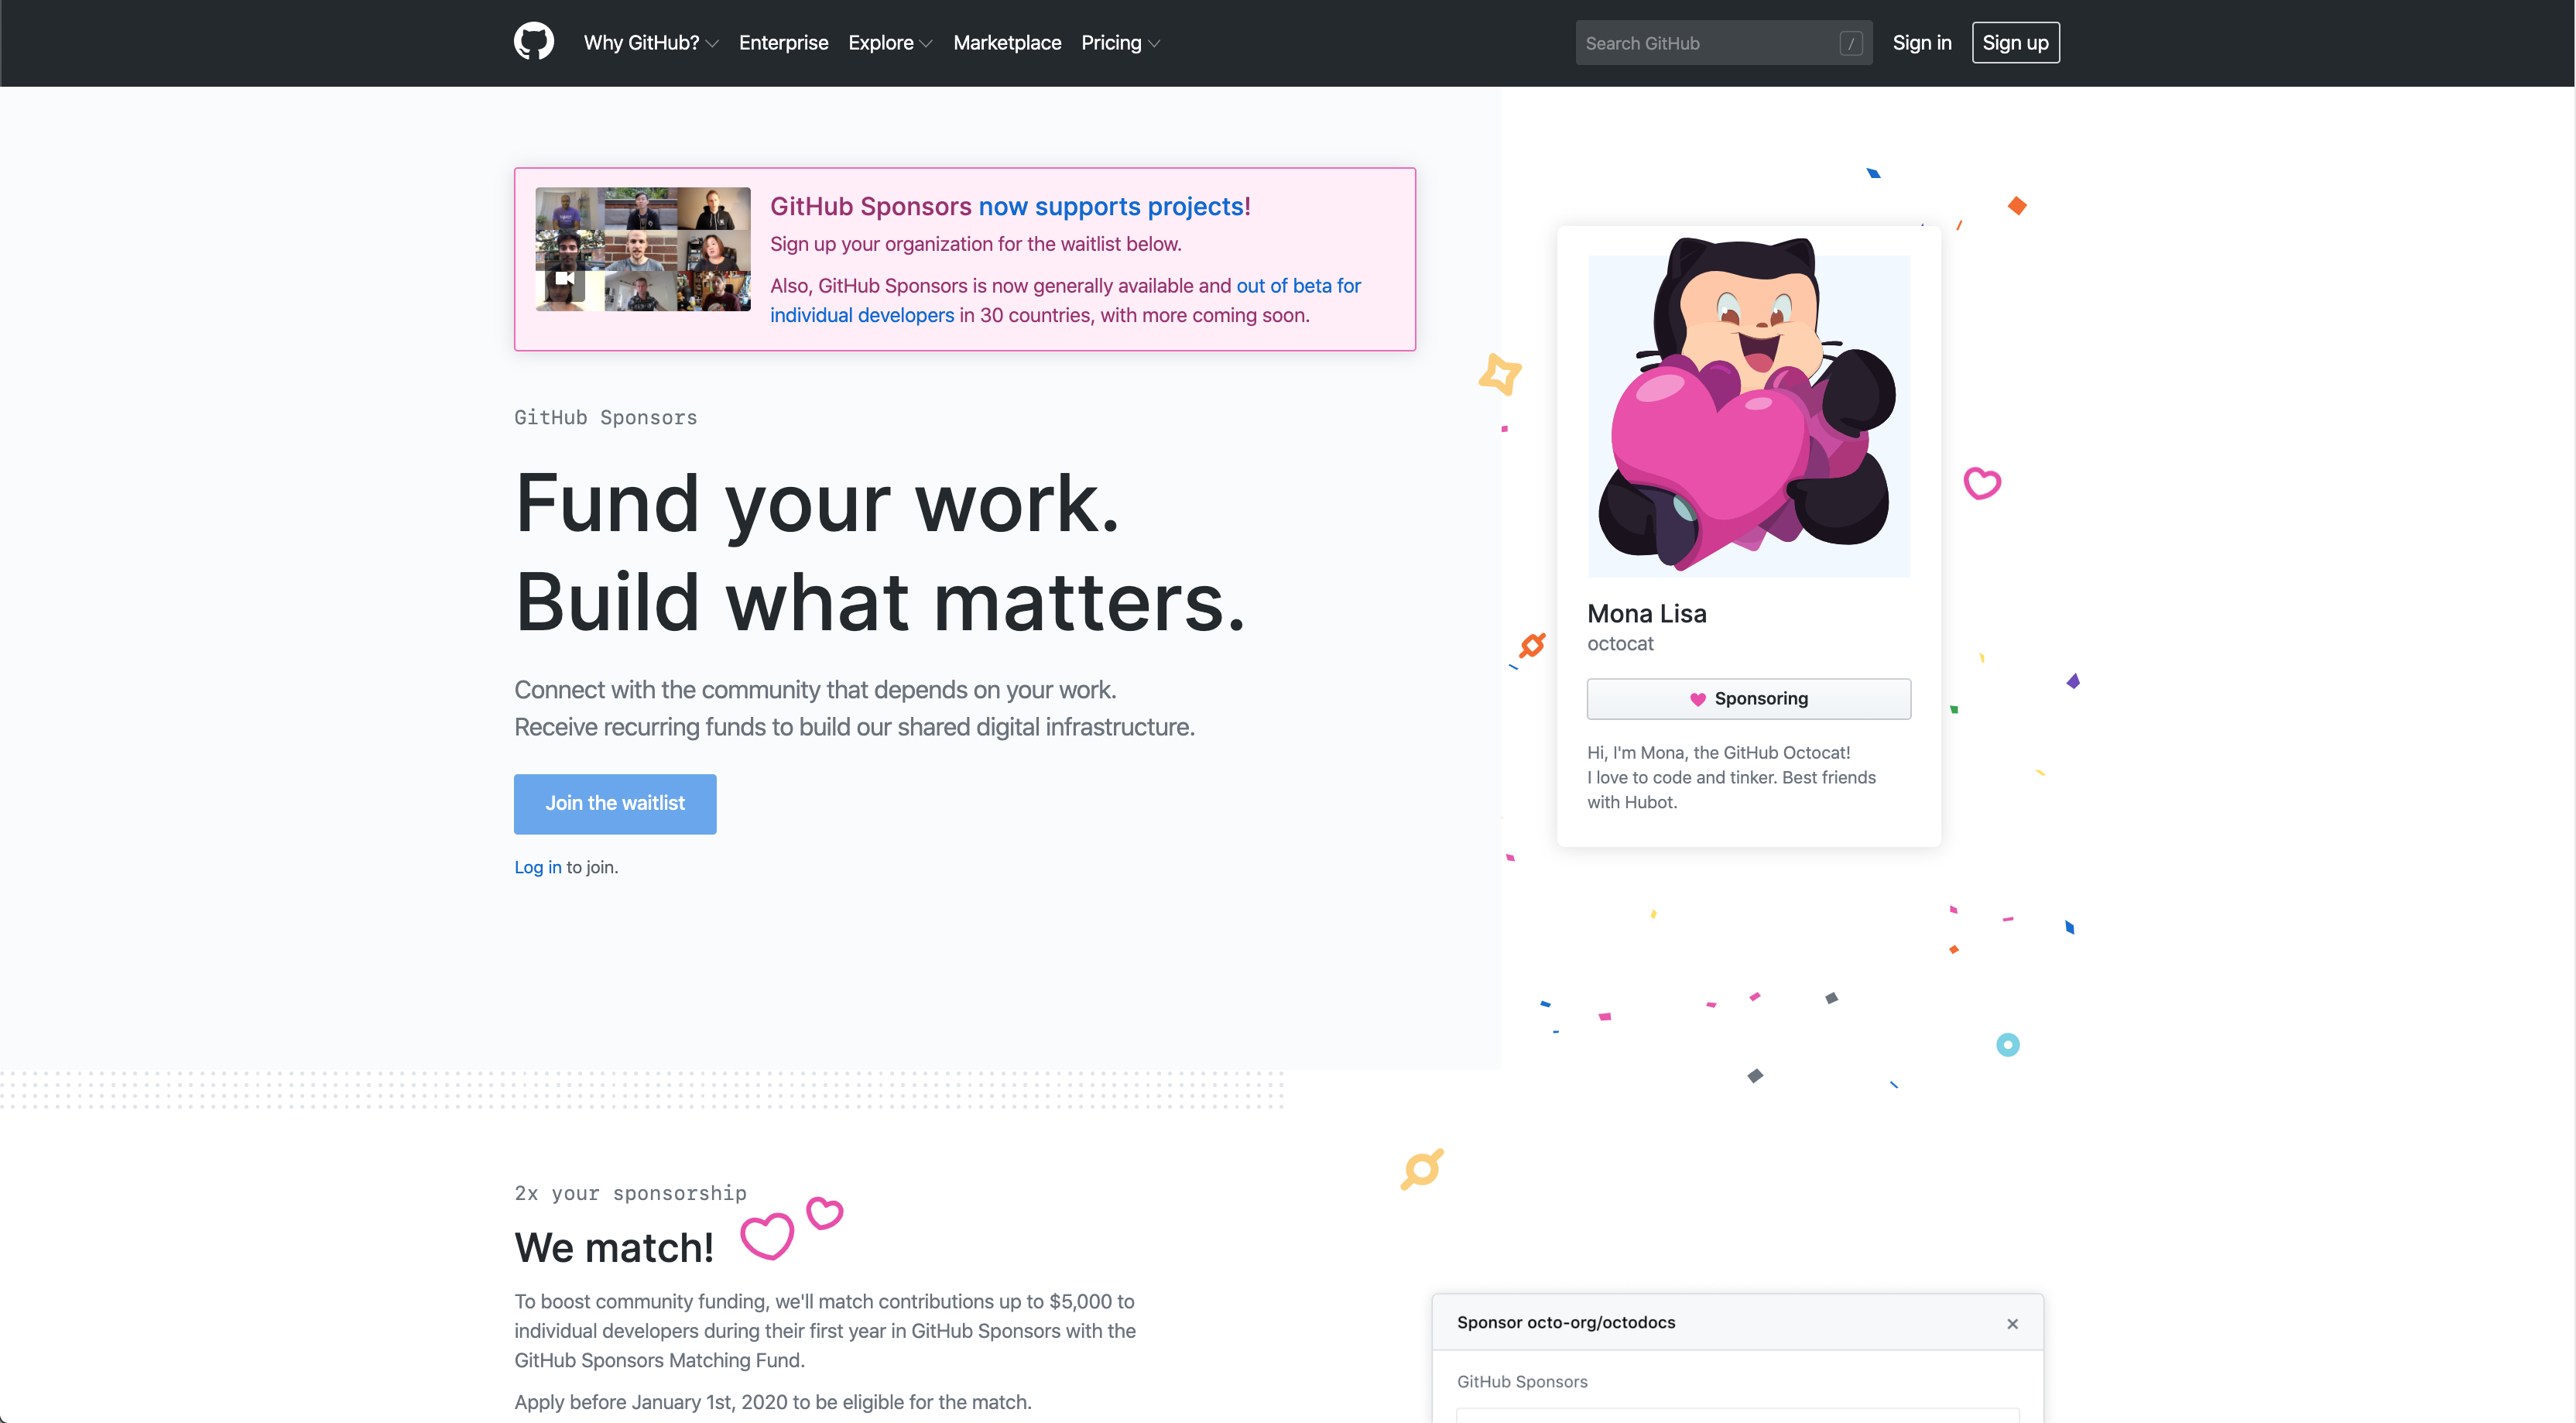 Why GitHub?
Enterprise
Explore
Marketplace
Pricing
Search GitHub
/
Sign in
Sign up
GitHub Sponsors now supports projects!
Sign up your organization for the waitlist below.
Also, GitHub Sponsors is now generally available and out of beta for
individual developers in 30 countries, with more coming soon.
GitHub Sponsors
Fund your work.
Build what matters.
Connect with the community that depends on your work.
Receive recurring funds to build our shared digital infrastructure.
Join the waitlist
Log in to join.
Mona Lisa
octocat
Sponsoring
Hi, I'm Mona, the GitHub Octocat!
I love to code and tinker. Best friends
with Hubot.
2x your sponsorship
We match!
To boost community funding, we'll match contributions up to $5,000 to
individual developers during their first year in GitHub Sponsors with the
GitHub Sponsors Matching Fund.
Apply before January 1st, 2020 to be eligible for the match.
Sponsor octo-org/octodocs
GitHub Sponsors